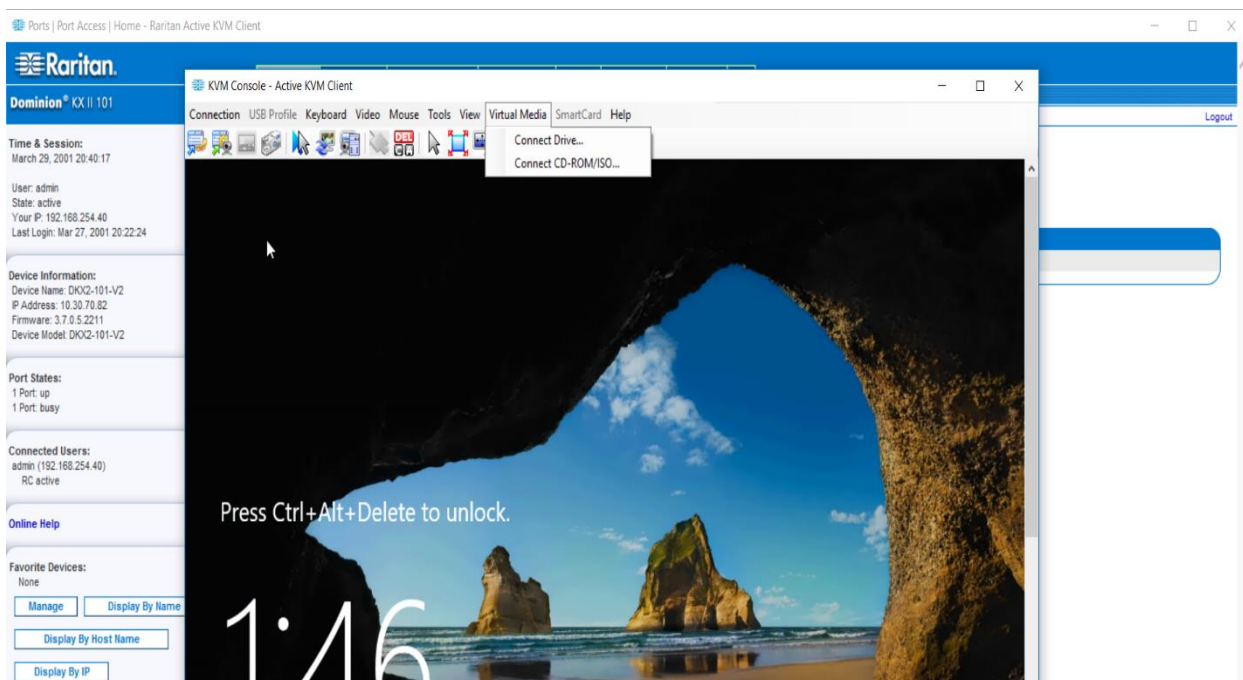 Ports | Port Access | Home - Raritan Active KVM Client
Raritan.
Dominion® KX II 101
Logout
Time & Session:
March 29, 2001 20:40:17
User: admin
State: active
Your IP: 192.168.254.40
Last Login: Mar 27, 2001 20:22:24
Device Information:
Device Name: DKX2-101-V2
IP Address: 10.30.70.82
Firmware: 3.7.0.5.2211
Device Model: DKX2-101-V2
Port States:
1 Port: up
1 Port: busy
Connected Users:
admin (192.168.254.40)
RC active
Online Help
Favorite Devices:
None
Manage Display By Name
Display By Host Name
Display By IP
KVM Console - Active KVM Client
Connection USB Profile Keyboard Video Mouse Tools View Virtual Media SmartCard Help
DEL
Connect Drive...
Connect CD-ROM/ISO...
Press Ctrl+Alt+Delete to unlock.
1:46